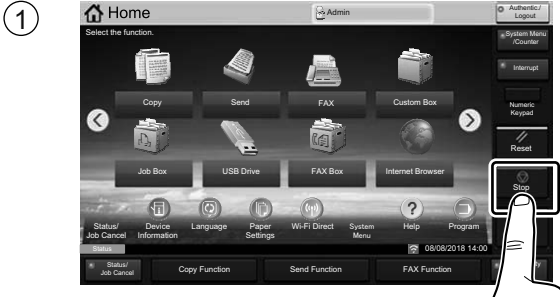 1
Home
Admin
Authentic./
Logout
Select the function.
System Menu
/Counter
Interrupt
Copy
Send
FAX
Custom Box
Numeric
Keypad
Reset
Job Box
USB Drive
FAX Box
Internet Browser
Stop
Status/
Job Cancel
Device
Information
Language
Paper
Settings
Wi-Fi Direct
System
Menu
Help
Program
Status
08/08/2018 14:00
Status/
Job Cancel
Copy Function
Send Function
FAX Function